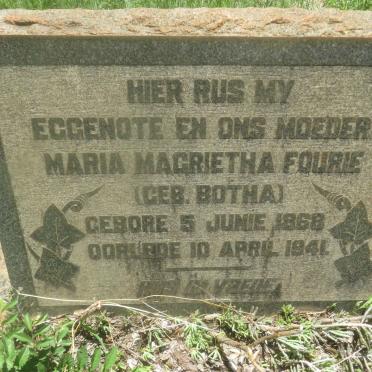 HIER RUS MY
EGGENOTE EN ONS MOEDER
MARIA MAGRIETHA FOURIE
(GEB. BOTHA)
GEBORE 5 JUNIE 1868
OORLEDE 10 APRIL 1941.
VREDE